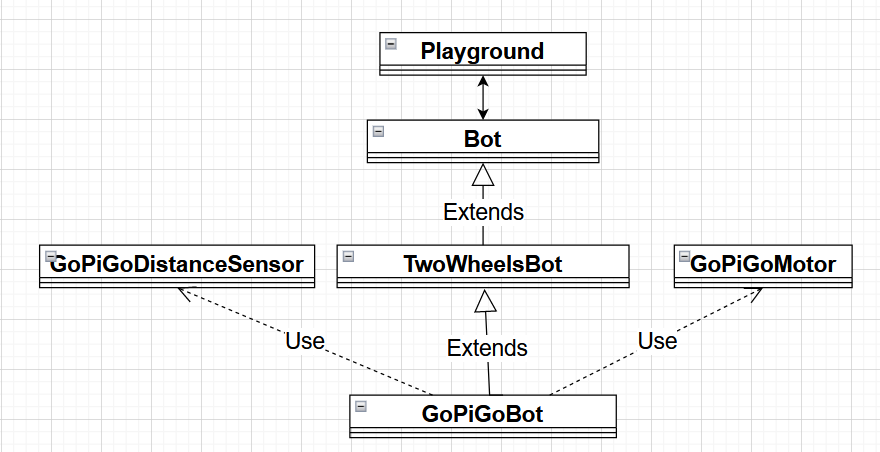 Playground
Bot
Extends
GoPiGoDistanceSensor
TwoWheelsBot
GoPiGoMotor
Use
Extends
Use
GoPiGoBot